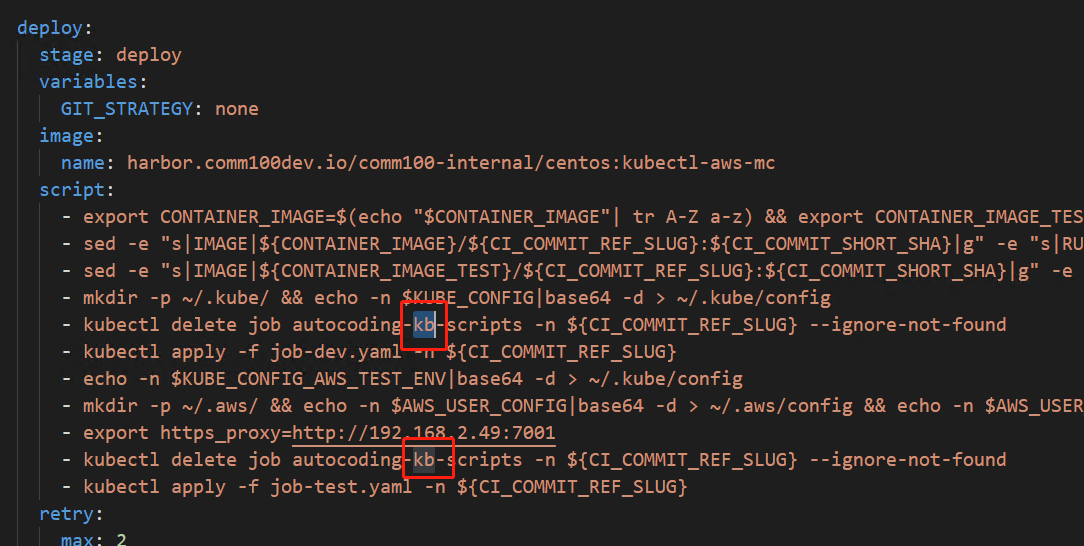 deploy:
stage: deploy
variables:
GIT_STRATEGY: none
image:
name: harbor.comm100dev.io/comm100-internal/centos:kubectl-aws-mc
script:
- export CONTAINER_IMAGE=$(echo "$CONTAINER_IMAGE"| tr A-Z a-z) && export CONTAINER_IMAGE_TES
- sed -e "s|IMAGE|${CONTAINER_IMAGE}/${CI_COMMIT_REF_SLUG}:${CI_COMMIT_SHORT_SHA}|g" -e "s|RU
- sed -e "s|IMAGE|${CONTAINER_IMAGE_TEST}/${CI_COMMIT_REF_SLUG}:${CI_COMMIT_SHORT_SHA}|g" -e
- mkdir -p ~/.kube/ && echo -n $KUBE_CONFIG|base64 -d > ~/.kube/config
- kubectl delete job autocoding-kb-scripts -n ${CI_COMMIT_REF_SLUG} --ignore-not-found
- kubectl apply -f job-dev.yaml -n ${CI_COMMIT_REF_SLUG}
- echo -n $KUBE_CONFIG_AWS_TEST_ENV|base64 -d > ~/.kube/config
- mkdir -p ~/.aws/ && echo -n $AWS_USER_CONFIG|base64 -d > ~/.aws/config && echo -n $AWS_USER
- export https_proxy=http://192.168.2.49:7001
- kubectl delete job autocoding-kb-scripts -n ${CI_COMMIT_REF_SLUG} --ignore-not-found
- kubectl apply -f job-test.yaml -n ${CI_COMMIT_REF_SLUG}
retry:
max: 2